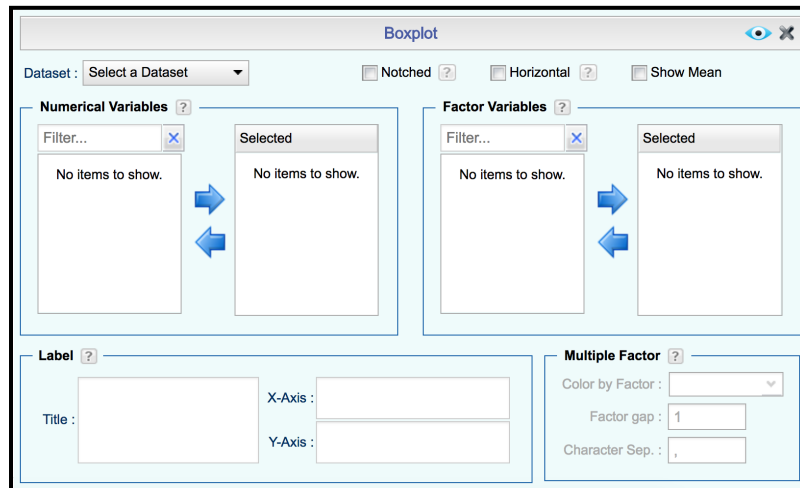 Boxplot
Dataset : Select a Dataset Notched ? Horizontal ? Show Mean
Numerical Variables ? Factor Variables ?
Filter... Selected Filter... Selected
No items to show. No items to show. No items to show. No items to show.
Label ? Multiple Factor ?
Color by Factor :
X-Axis :
Title : Factor gap : 1
Y-Axis : Character Sep. : ,